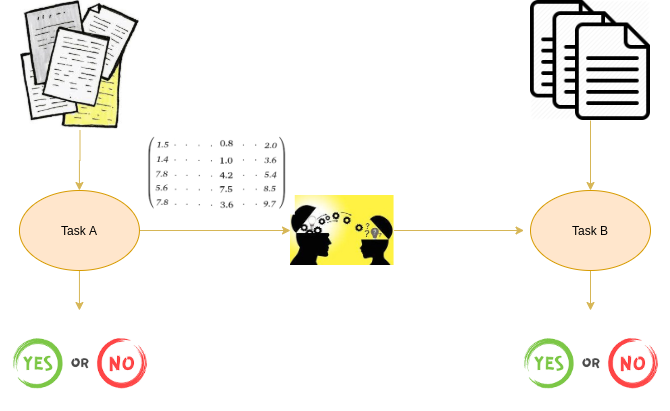 1.5 · · · · 0.8 · · 2.0
1.4 · · · · 1.0 · · 3.6
7.8 · · · · 4.2 · · 5.4
5.6 · · · · 7.5 · · 8.5
7.8 · · · · 3.6 · · 9.7
? ? ?
Task A
Task B
YES OR NO
YES OR NO